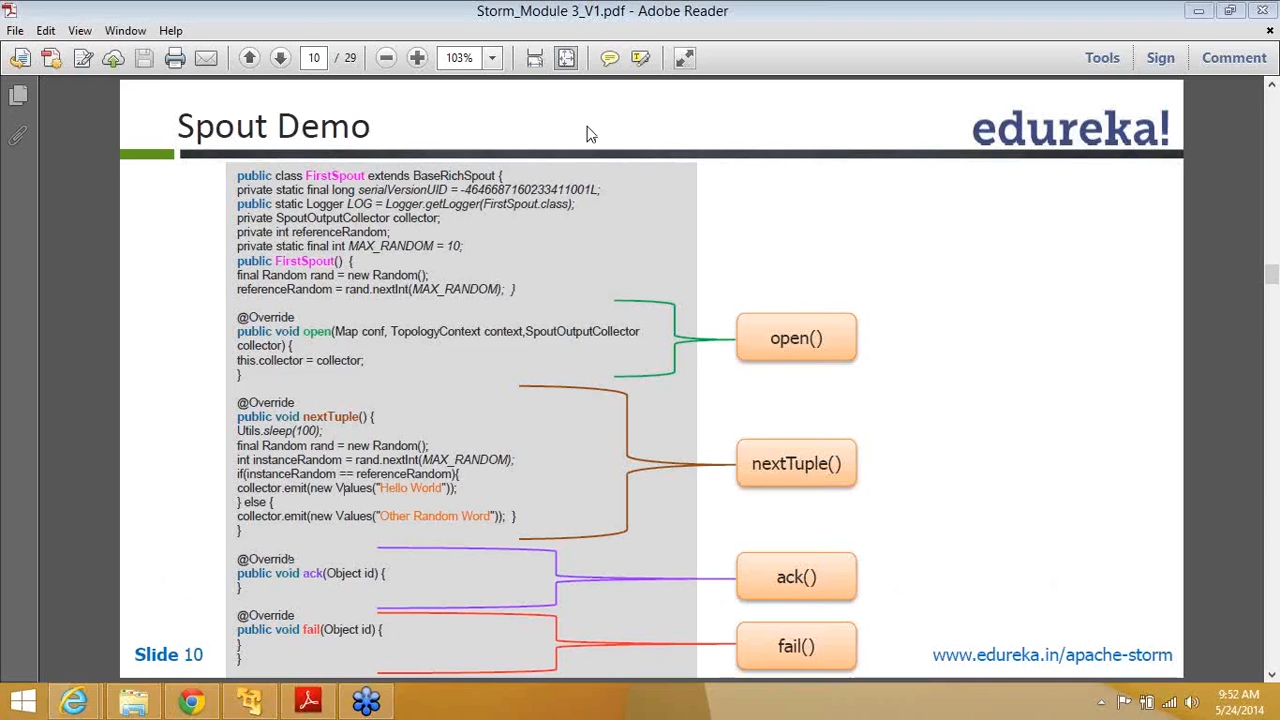 Storm_Module 3_V1.pdf - Adobe Reader
File Edit View Window Help
10 / 29 103% Tools Sign Comment
Spout Demo
edureka!
public class FirstSpout extends BaseRichSpout {
private static final long serialVersionUID = -4646687160233411001L;
public static Logger LOG = Logger.getLogger(FirstSpout.class);
private SpoutOutputCollector collector;
private int referenceRandom;
private static final int MAX_RANDOM = 10;
public FirstSpout() {
final Random rand = new Random();
referenceRandom = rand.nextInt(MAX_RANDOM); }
@Override
public void open(Map conf, TopologyContext context,SpoutOutputCollector
collector) {
this.collector = collector;
}
open()
@Override
public void nextTuple() {
Utils.sleep(100);
final Random rand = new Random();
int instanceRandom = rand.nextInt(MAX_RANDOM);
if(instanceRandom == referenceRandom){
collector.emit(new Values("Hello World"));
} else {
collector.emit(new Values("Other Random Word")); }
}
nextTuple()
@Override
public void ack(Object id) {
}
ack()
@Override
public void fail(Object id) {
}
}
fail()
Slide 10
www.edureka.in/apache-storm
9:52 AM
5/24/2014